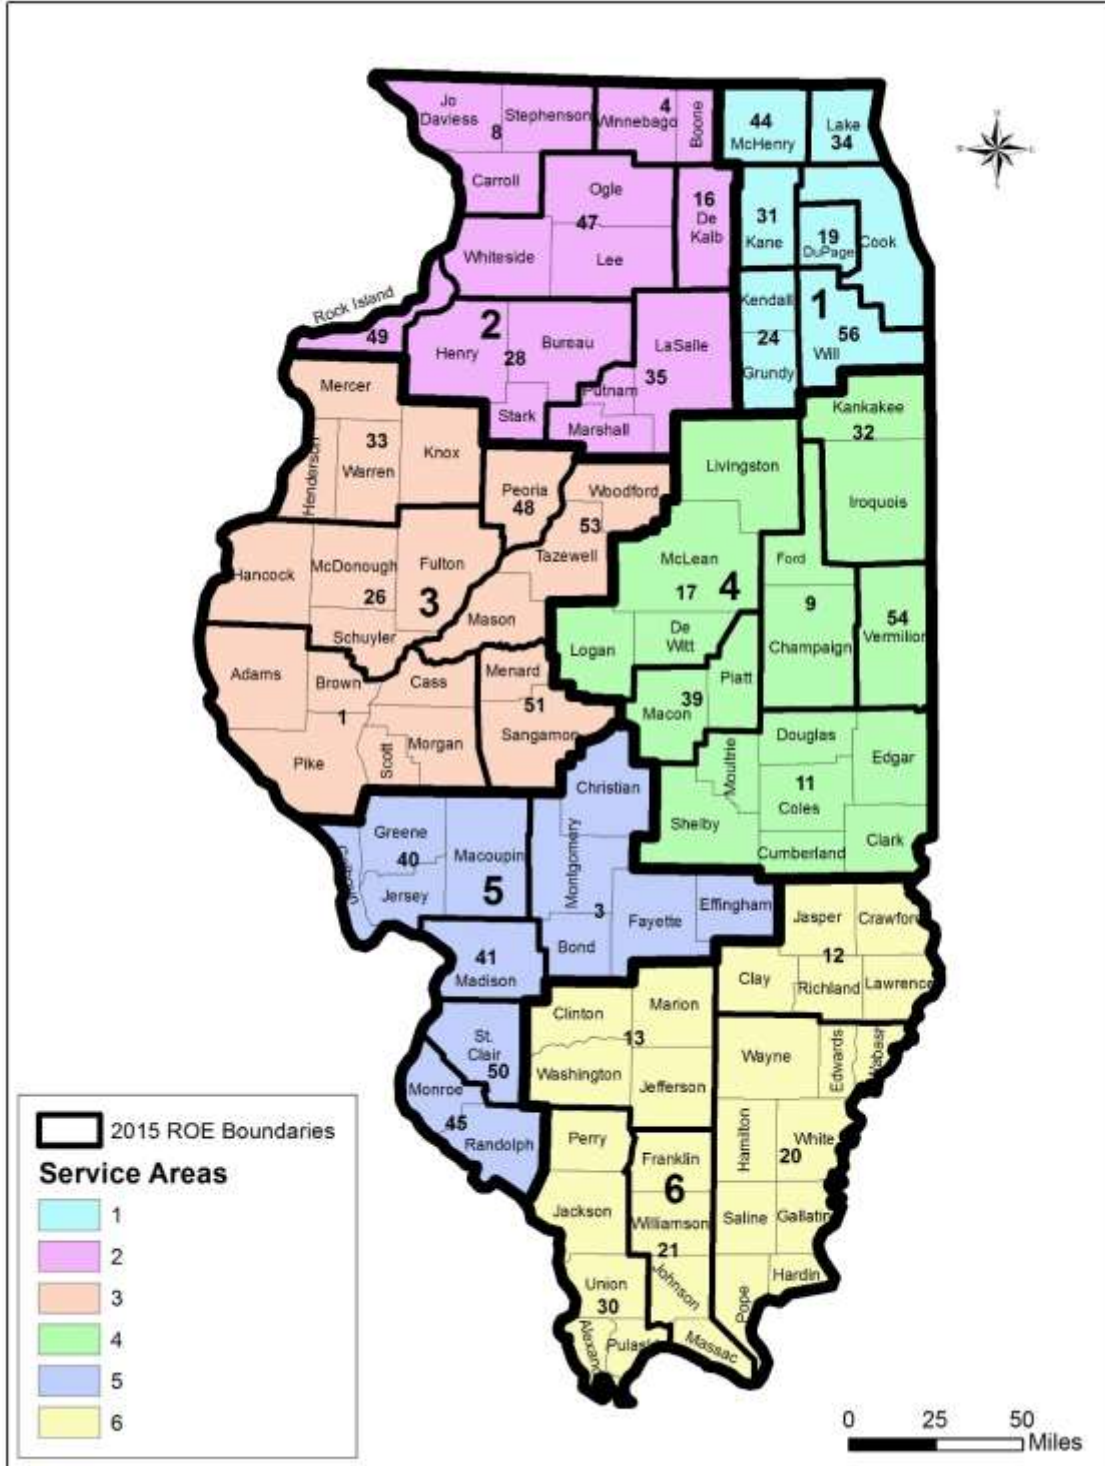 Jo
Daviess
8
Stephenson
4
Winnebago
Boone
44
McHenry
Lake
34
Carroll
Ogle
47
16
De
Kalb
31
Kane
19
DuPage
Cook
Whiteside
Lee
Rock Island
49
2
Henry
28
Bureau
LaSalle
35
Kendall
24
Grundy
1
56
Will
Stark
Putnam
Marshall
Mercer
33
Henderson
Warren
Knox
Kankakee
32
Iroquois
Livingston
Peoria
48
Woodford
53
Tazewell
Hancock
McDonough
26
Fulton
3
Schuyler
Mason
McLean
17
4
Ford
9
Champaign
54
Vermilion
Logan
De
Witt
Piatt
39
Macon
Adams
Brown
Cass
1
Pike
Scott
Morgan
Menard
51
Sangamon
Christian
Moultrie
Douglas
Edgar
11
Coles
Shelby
Cumberland
Clark
Greene
40
Jersey
Macoupin
5
Montgomery
3
Bond
Fayette
Effingham
41
Madison
Jasper
Crawford
12
Clay
Richland
Lawrence
Clinton
Marion
13
Washington
Jefferson
St.
Clair
50
Monroe
45
Randolph
Wayne
Edwards
Wabash
Hamilton
White
20
Perry
Franklin
6
Jackson
Williamson
21
Saline
Gallatin
Union
30
Johnson
Pope
Hardin
Pulaski
Massac
2015 ROE Boundaries
Service Areas
1
2
3
4
5
6
0 25 50
Miles